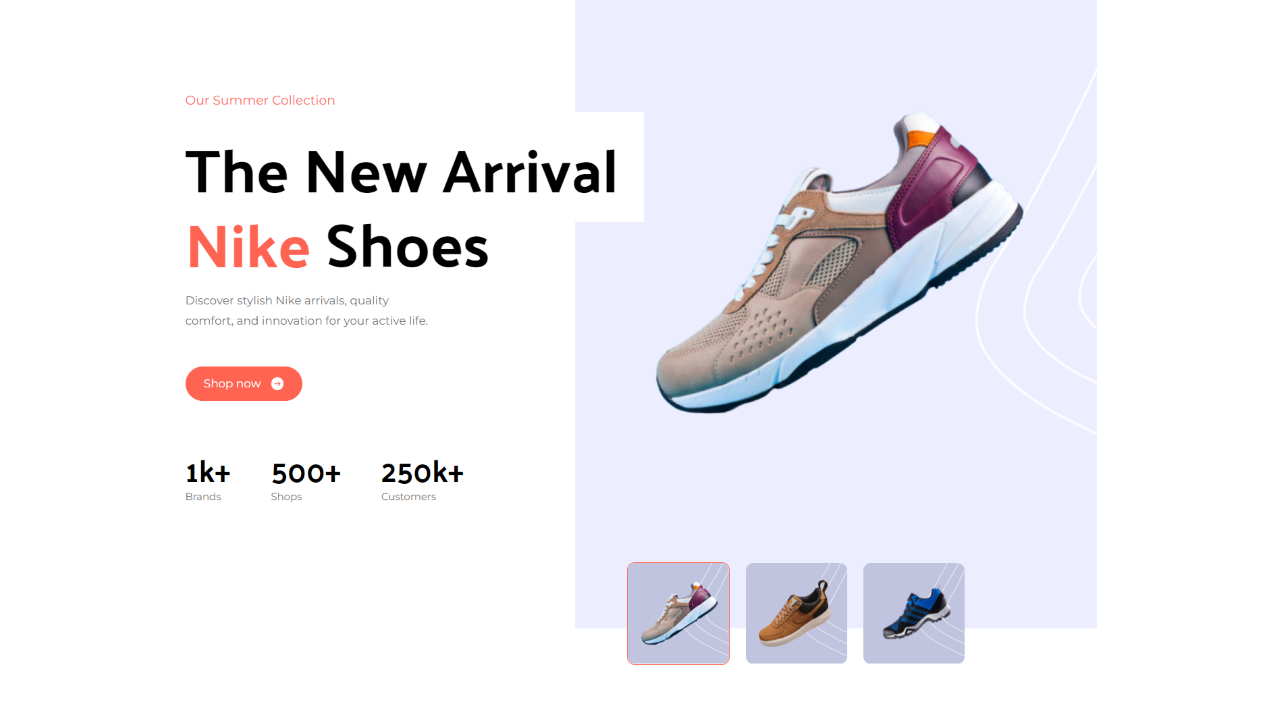 Our Summer Collection
The New Arrival
Nike Shoes
Discover stylish Nike arrivals, quality
comfort, and innovation for your active life.
Shop now
1k+ 500+ 250k+
Brands Shops Customers